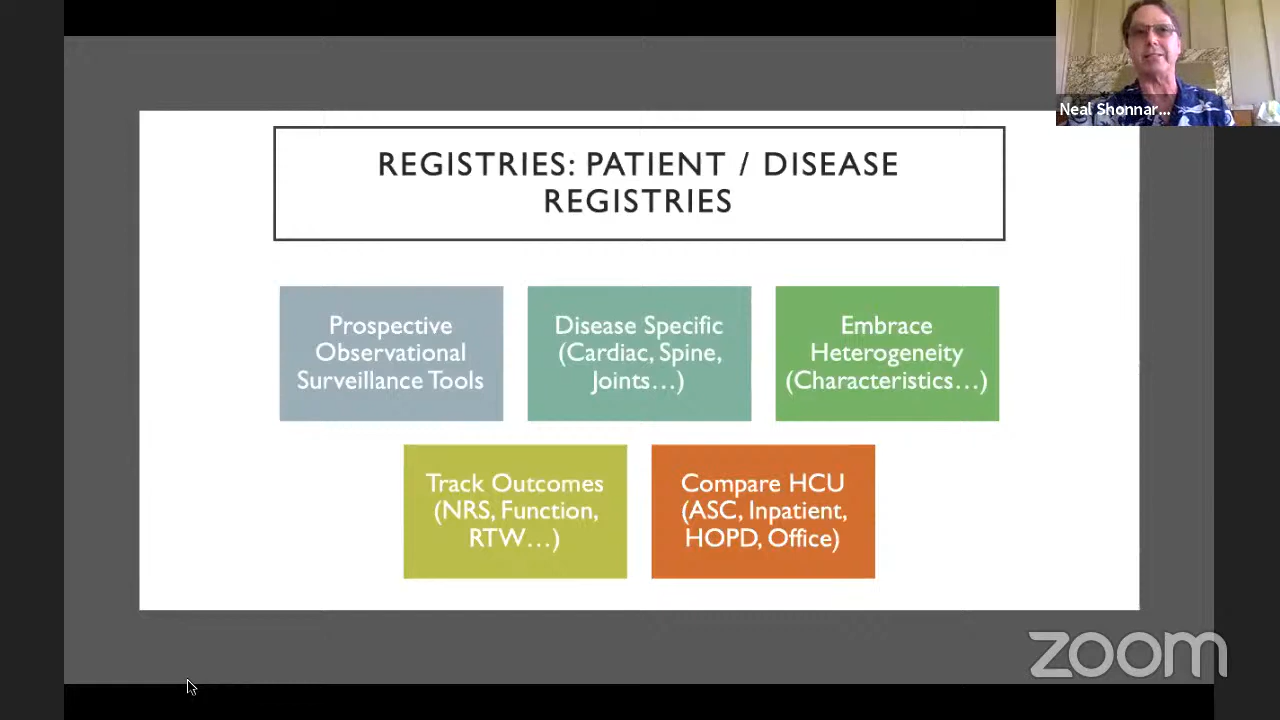 Neal Shonnar...
REGISTRIES: PATIENT / DISEASE
REGISTRIES
Prospective
Observational
Surveillance Tools
Disease Specific
(Cardiac, Spine,
Joints...)
Embrace
Heterogeneity
(Characteristics...)
Track Outcomes
(NRS, Function,
RTW...)
Compare HCU
(ASC, Inpatient,
HOPD, Office)
zoom